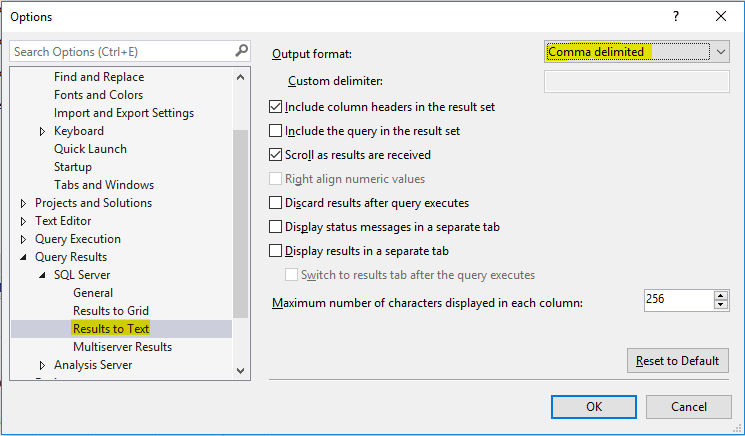 Options
?
Search Options (Ctrl+E)
Find and Replace
Fonts and Colors
Import and Export Settings
Keyboard
Quick Launch
Startup
Tabs and Windows
Projects and Solutions
Text Editor
Query Execution
Query Results
SQL Server
General
Results to Grid
Results to Text
Multiserver Results
Analysis Server
Output format:
Comma delimited
Custom delimiter:
Include column headers in the result set
Include the query in the result set
Scroll as results are received
Right align numeric values
Discard results after query executes
Display status messages in a separate tab
Display results in a separate tab
Switch to results tab after the query executes
Maximum number of characters displayed in each column:
256
Reset to Default
OK
Cancel